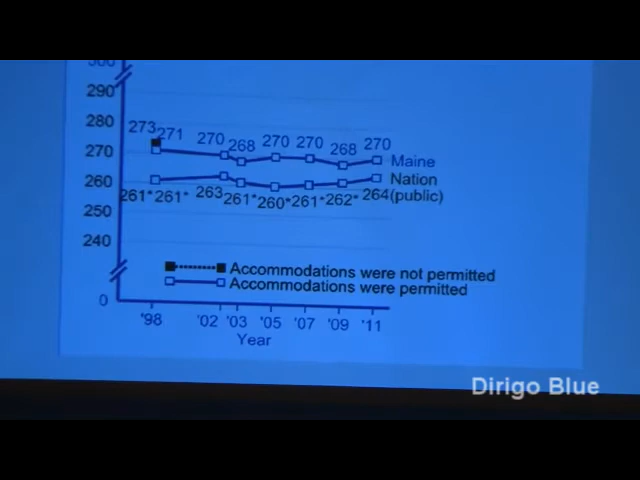 300
290
280
273 271 270 268 270 270 268 270
270
Maine
Nation
260
261* 261* 263 261* 260* 261* 262* 264 (public)
250
240
Accommodations were not permitted
Accommodations were permitted
0
'98 '02 '03 '05 '07 '09 '11
Year
Dirigo Blue